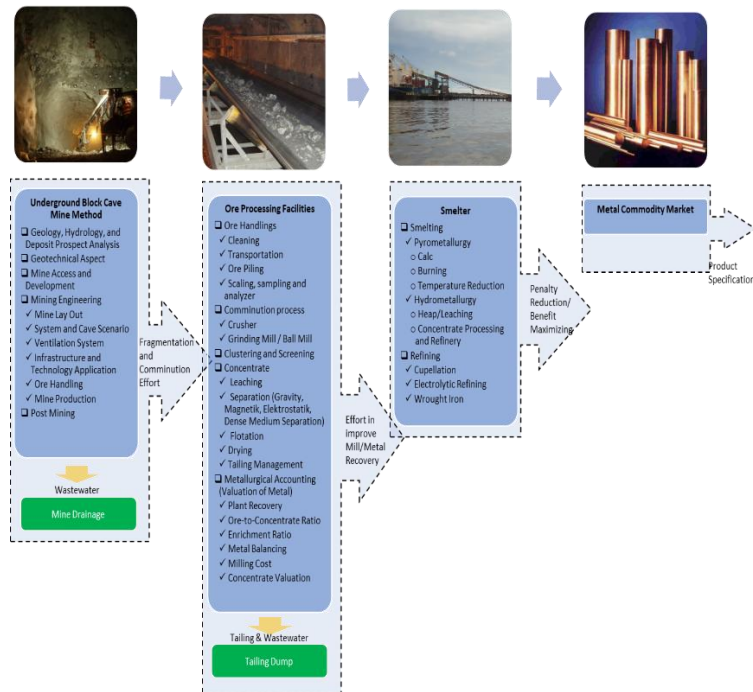 Underground Block Cave
Mine Method
❑ Geology, Hydrology, and
Deposit Prospect Analysis
❑ Geotechnical Aspect
❑ Mine Access and
Development
❑ Mining Engineering
✓ Mine Lay Out
✓ System and Cave Scenario
✓ Ventilation System
✓ Infrastructure and
Technology Application
✓ Ore Handling
✓ Mine Production
❑ Post Mining
Wastewater
Mine Drainage
Fragmentation
and
Comminution
Effort
Ore Processing Facilities
❑ Ore Handlings
✓ Cleaning
✓ Transportation
✓ Ore Piling
✓ Scaling, sampling and
analyzer
❑ Comminution process
✓ Crusher
✓ Grinding Mill / Ball Mill
❑ Clustering and Screening
❑ Concentrate
✓ Leaching
✓ Separation (Gravity,
Magnetik, Elektrostatik,
Dense Medium Separation)
✓ Flotation
✓ Drying
✓ Tailing Management
❑ Metallurgical Accounting
(Valuation of Metal)
✓ Plant Recovery
✓ Ore-to-Concentrate Ratio
✓ Enrichment Ratio
✓ Metal Balancing
✓ Milling Cost
✓ Concentrate Valuation
Tailing & Wastewater
Tailing Dump
Effort in
improve
Mill/Metal
Recovery
Smelter
❑ Smelting
✓ Pyrometallurgy
o Calc
o Burning
o Temperature Reduction
✓ Hydrometallurgy
o Heap/Leaching
o Concentrate Processing
and Refinery
❑ Refining
✓ Cupellation
✓ Electrolytic Refining
✓ Wrought Iron
Penalty
Reduction/
Benefit
Maximizing
Metal Commodity Market
Product
Specification